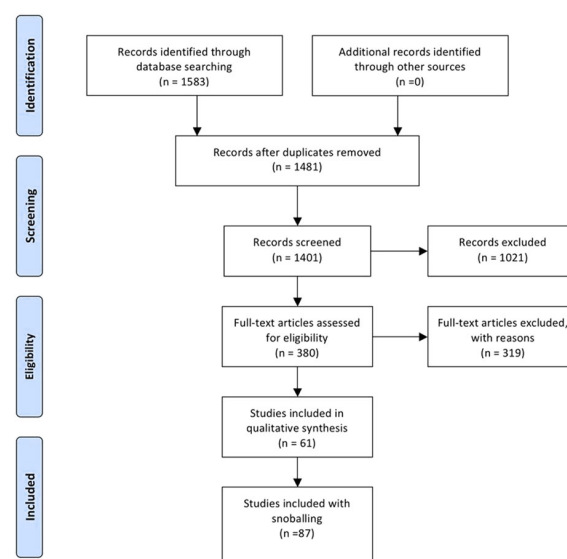 Identification
Records identified through
database searching
(n = 1583)
Additional records identified
through other sources
(n =0)
Records after duplicates removed
(n = 1481)
Screening
Records screened
(n = 1401)
Records excluded
(n = 1021)
Eligibility
Full-text articles assessed
for eligibility
(n = 380)
Full-text articles excluded,
with reasons
(n = 319)
Studies included in
qualitative synthesis
(n = 61)
Included
Studies included with
snoballing
(n =87)